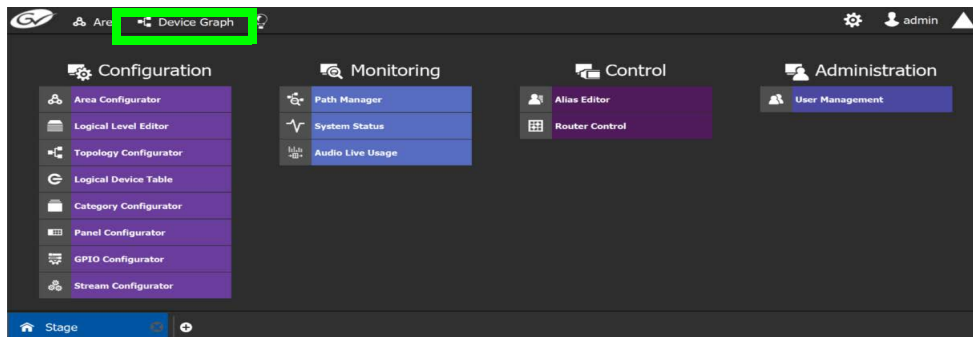 Are
Device Graph
admin
Configuration
Area Configurator
Logical Level Editor
Topology Configurator
Logical Device Table
Category Configurator
Panel Configurator
GPIO Configurator
Stream Configurator
Monitoring
Path Manager
System Status
Audio Live Usage
Control
Alias Editor
Router Control
Administration
User Management
Stage